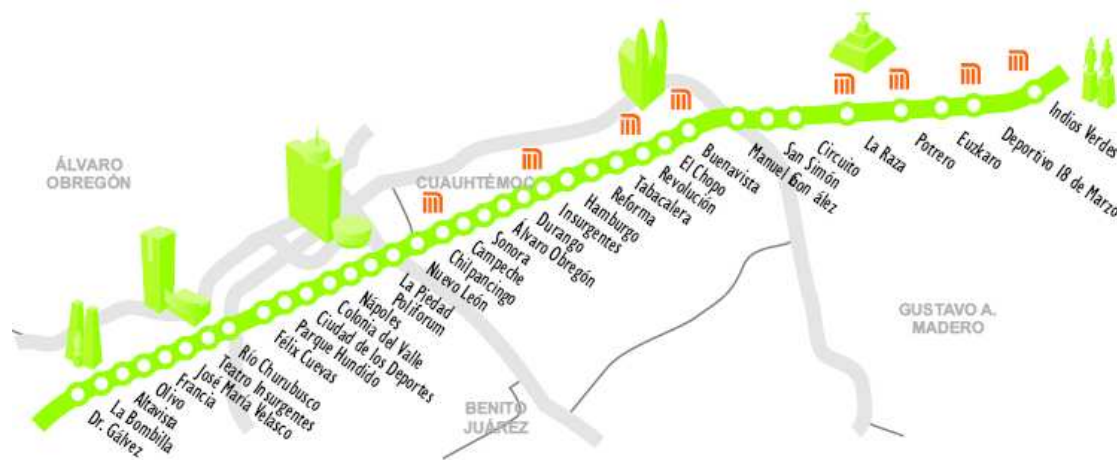 ÁLVARO
OBREGÓN
CUAUHTÉMOC
GUSTAVO A.
MADERO
BENITO
JUÁREZ
Indios Verdes
Deportivo 18 de Marzo
Euzkaro
Potrero
La Raza
Circuito
San Simón
Manuel Gon ález
Buenavista
El Chopo
Revolución
Tabacalera
Reforma
Hamburgo
Insurgentes
Durango
Álvaro Obregón
Sonora
Campeche
Chilpancingo
Nuevo León
La Piedad
Poliforum
Nápoles
Colonia del Valle
Ciudad de los Deportes
Parque Hundido
Félix Cuevas
Río Churubusco
Teatro Insurgentes
José María Velasco
Francia
Olivo
Altavista
La Bombilla
Dr. Gálvez